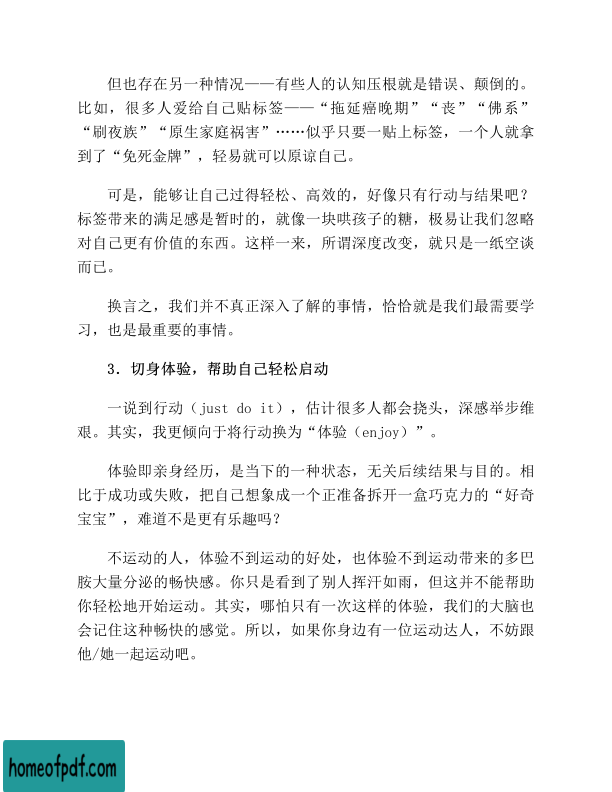 但也存在另一种情况——有些人的认知压根就是错误、颠倒的。
比如，很多人爱给自己贴标签——“拖延癌晚期”“丧”“佛系”
“刷夜族”“原生家庭祸害”……似乎只要一贴上标签，一个人就拿
到了“免死金牌”，轻易就可以原谅自己。
可是，能够让自己过得轻松、高效的，好像只有行动与结果吧？
标签带来的满足感是暂时的，就像一块哄孩子的糖，极易让我们忽略
对自己更有价值的东西。这样一来，所谓深度改变，就只是一纸空谈
而已。
换言之，我们并不真正深入了解的事情，恰恰就是我们最需要学
习，也是最重要的事情。
3．切身体验，帮助自己轻松启动
一说到行动（just do it），估计很多人都会挠头，深感举步维
艰。其实，我更倾向于将行动换为“体验（enjoy）”。
体验即亲身经历，是当下的一种状态，无关后续结果与目的。相
比于成功或失败，把自己想象成一个正准备拆开一盒巧克力的“好奇
宝宝”，难道不是更有乐趣吗？
不运动的人，体验不到运动的好处，也体验不到运动带来的多巴
胺大量分泌的畅快感。你只是看到了别人挥汗如雨，但这并不能帮助
你轻松地开始运动。其实，哪怕只有一次这样的体验，我们的大脑也
会记住这种畅快的感觉。所以，如果你身边有一位运动达人，不妨跟
他/她一起运动吧。
homeofpdf.com